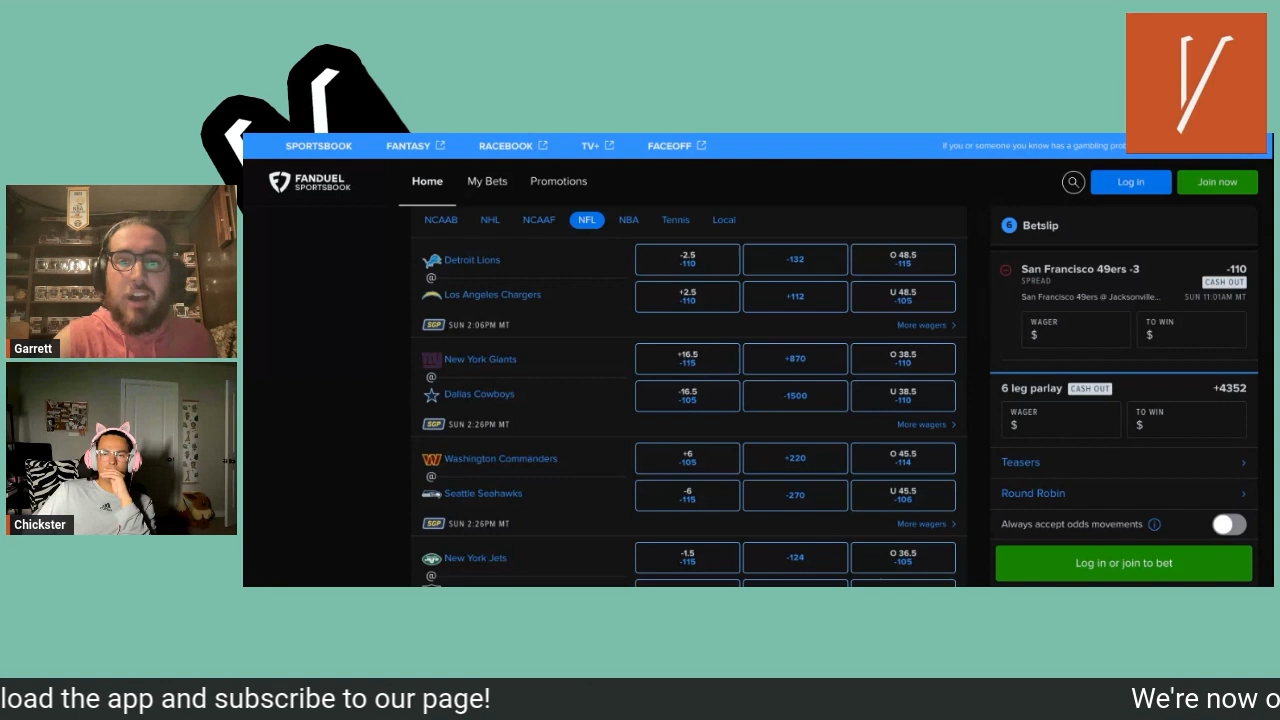 SPORTSBOOK
FANTASY
RACEBOOK
TV+
FACEOFF
If you or someone you know has a gambling prob
FANDUEL
SPORTSBOOK
Home
My Bets
Promotions
Log in
Join now
NCAAB
NHL
NCAAF
NFL
NBA
Tennis
Local
6
Betslip
Detroit Lions
-2.5
-110
-132
O 48.5
-115
@
Los Angeles Chargers
+2.5
-110
+112
U 48.5
-105
SGP
SUN 2:06PM MT
More wagers
New York Giants
+16.5
-115
+870
O 38.5
-110
@
Dallas Cowboys
-16.5
-105
-1500
U 38.5
-110
SGP
SUN 2:26PM MT
More wagers
Washington Commanders
+6
-105
+220
O 45.5
-114
@
Seattle Seahawks
-6
-115
-270
U 45.5
-106
SGP
SUN 2:26PM MT
More wagers
New York Jets
-1.5
-115
-124
O 36.5
-105
@
San Francisco 49ers -3
-110
SPREAD
CASH OUT
San Francisco 49ers @ Jacksonville...
SUN 11:01AM MT
WAGER
$
TO WIN
$
6 leg parlay
CASH OUT
+4352
WAGER
$
TO WIN
$
Teasers
Round Robin
Always accept odds movements
Log in or join to bet
Garrett
Chickster
load the app and subscribe to our page!
We're now o